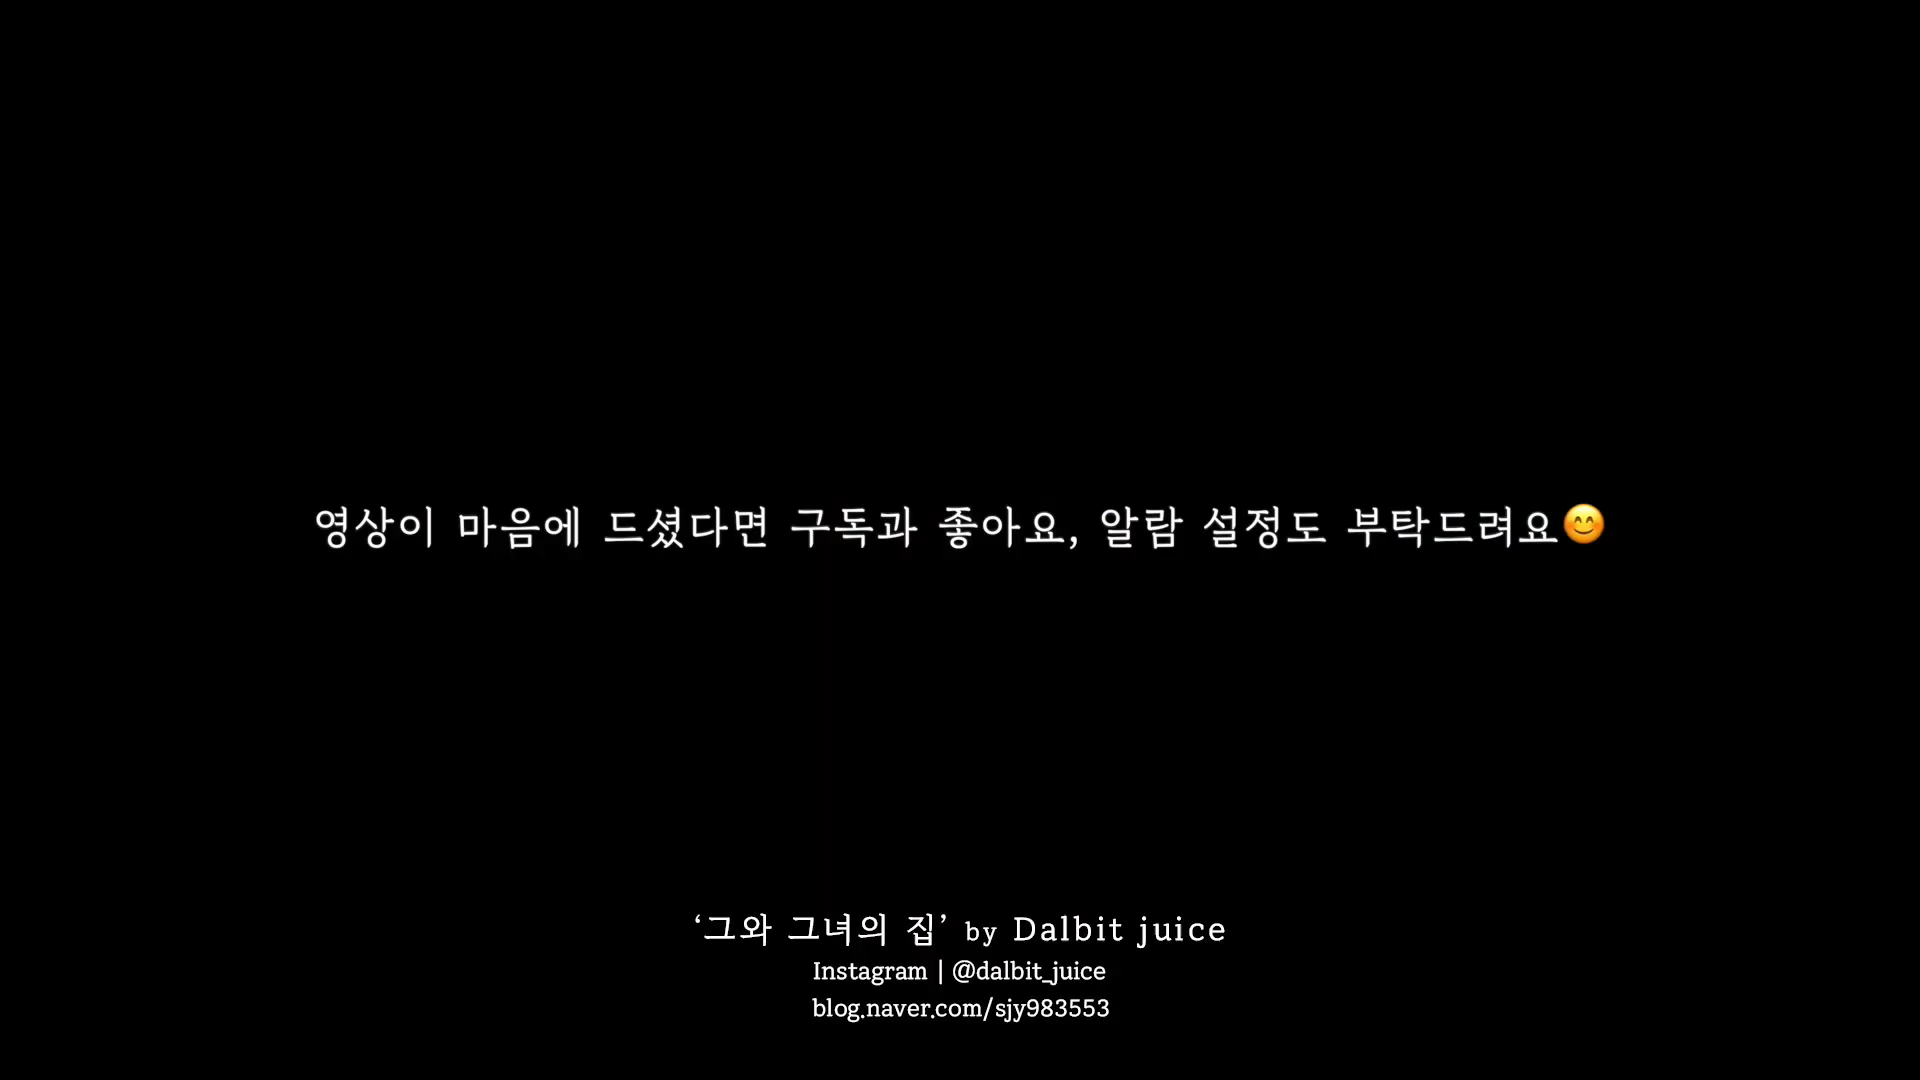 영상이 마음에 드셨다면 구독과 좋아요, 알람 설정도 부탁드려요😊
‘그와 그녀의 집’ by Dalbit juice
Instagram | @dalbit_juice
blog.naver.com/sjy983553